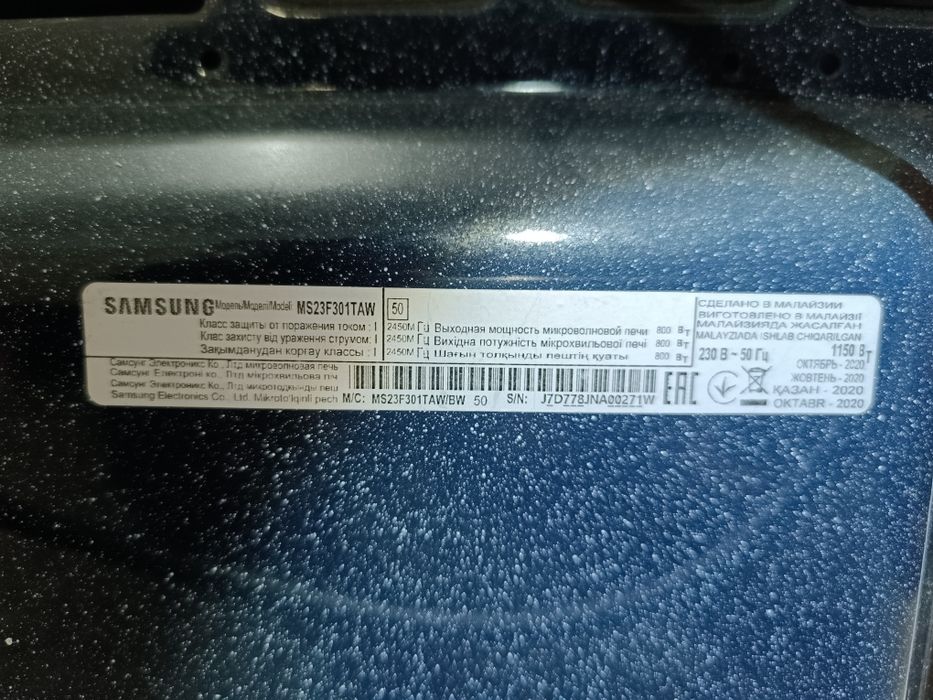 SAMSUNG Модель/Моделі/Model: MS23F301TAW 50
Класс защиты от поражения током : I
Клас захисту від ураження струмом: I
Зақымданудан қорғау классы : I
2450М Гц Выходная мощность микроволновой печи 800 Вт
2450М Гц Вихідна потужність мікрохвильової печі 800 Вт
2450М Гц Шағын толқынды пештің қуаты 800 Вт
СДЕЛАНО В МАЛАЙЗИИ
ВИГОТОВЛЕНО В МАЛАЗІЇ
МАЛАЙЗИЯДА ЖАСАЛҒАН
MALAYZIADA ISHLAB CHIQARILGAN
230 В ~ 50 Гц 1150 Вт
ОКТЯБРЬ - 2020
ЖОВТЕНЬ - 2020
ҚАЗАН - 2020
OKTABR - 2020
Самсунг Электроникс Ко., Лтд микроволновая печь
Самсунг Електроні Ко., Лтд мікрохвильова піч
Самсунг Электроникс Ко., Лтд микротолқынды пеш
Samsung Electronics Co., Ltd. Mikroto'lqinli pech
M/C: MS23F301TAW/BW 50 S/N: J7D778JNA00271W
EAC